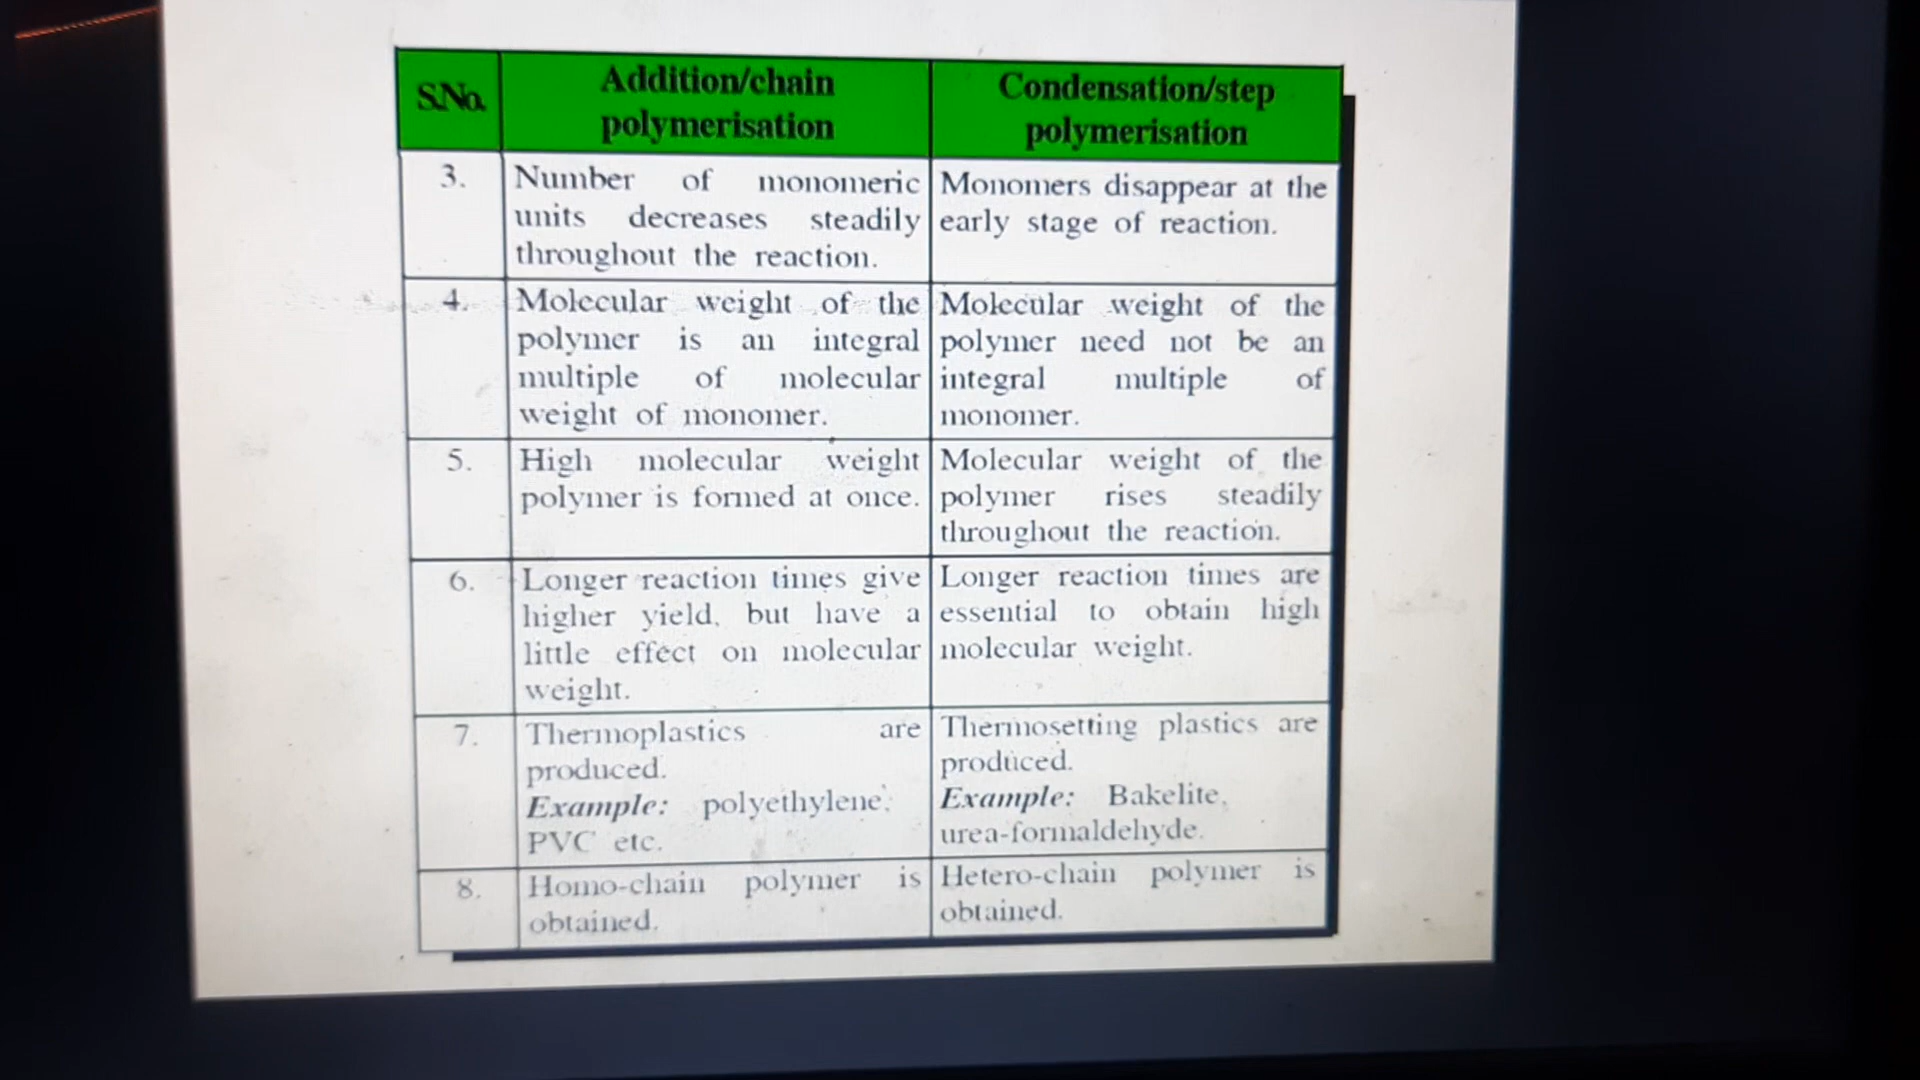 S.No.
Addition/chain
polymerisation
Condensation/step
polymerisation
3.
Number of monomeric
units decreases steadily
throughout the reaction.
Monomers disappear at the
early stage of reaction.
4.
Molecular weight of the
polymer is an integral
multiple of molecular
weight of monomer.
Molecular weight of the
polymer need not be an
integral multiple of
monomer.
5.
High molecular weight
polymer is formed at once.
Molecular weight of the
polymer rises steadily
throughout the reaction.
6.
Longer reaction times give
higher yield, but have a
little effect on molecular
weight.
Longer reaction times are
essential to obtain high
molecular weight.
7.
Thermoplastics are
produced.
Example: polyethylene,
PVC etc.
Thermosetting plastics are
produced.
Example: Bakelite,
urea-formaldehyde.
8.
Homo-chain polymer is
obtained.
Hetero-chain polymer is
obtained.